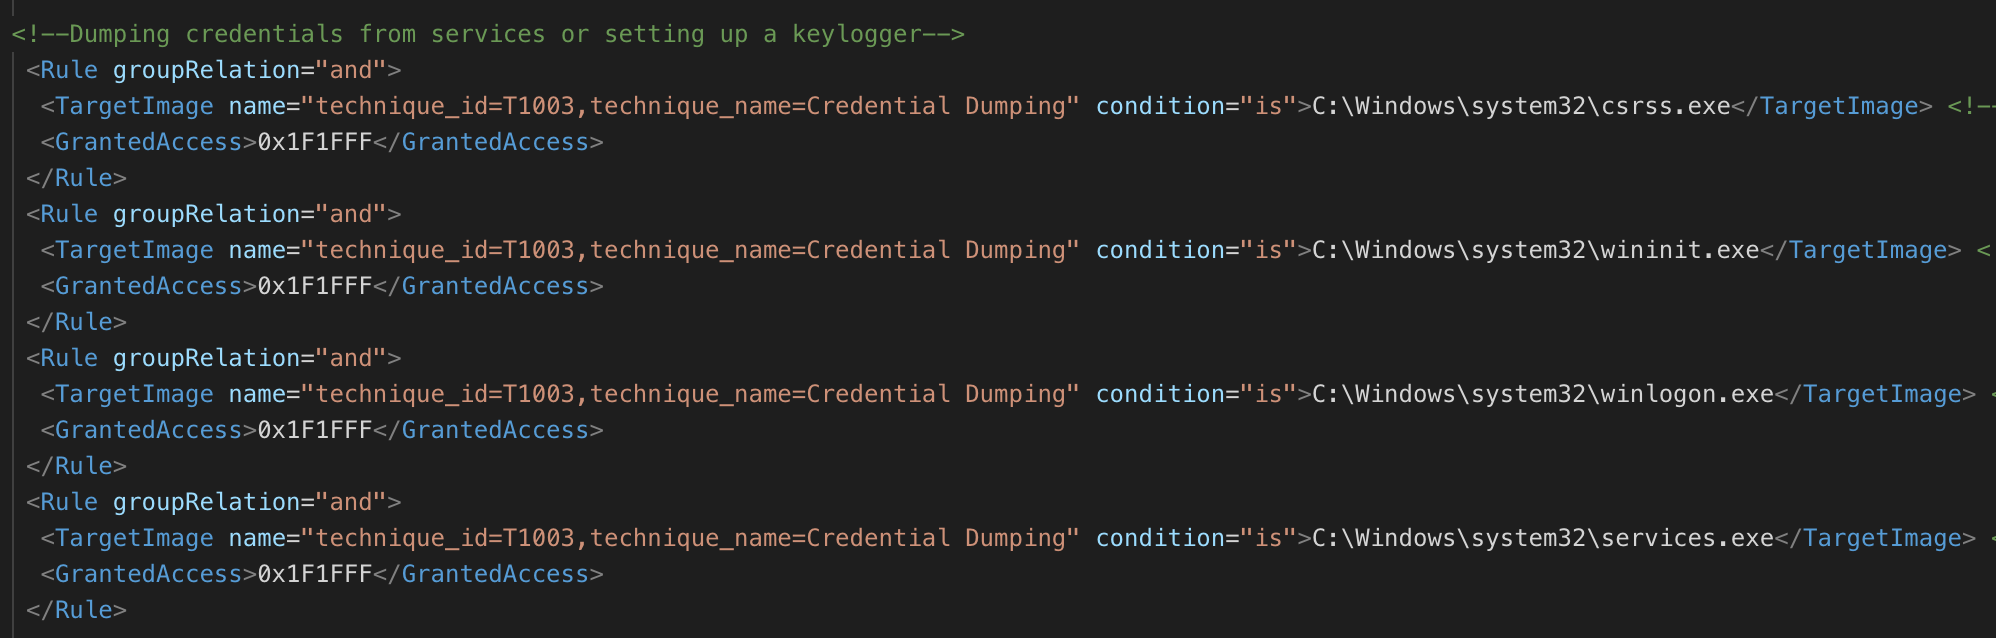 <!--Dumping credentials from services or setting up a keylogger-->
<Rule groupRelation="and">
<TargetImage name="technique_id=T1003,technique_name=Credential Dumping" condition="is">C:\Windows\system32\csrss.exe</TargetImage> <!--
<GrantedAccess>0x1F1FFF</GrantedAccess>
</Rule>
<Rule groupRelation="and">
<TargetImage name="technique_id=T1003,technique_name=Credential Dumping" condition="is">C:\Windows\system32\wininit.exe</TargetImage> <
<GrantedAccess>0x1F1FFF</GrantedAccess>
</Rule>
<Rule groupRelation="and">
<TargetImage name="technique_id=T1003,technique_name=Credential Dumping" condition="is">C:\Windows\system32\winlogon.exe</TargetImage> <
<GrantedAccess>0x1F1FFF</GrantedAccess>
</Rule>
<Rule groupRelation="and">
<TargetImage name="technique_id=T1003,technique_name=Credential Dumping" condition="is">C:\Windows\system32\services.exe</TargetImage> <
<GrantedAccess>0x1F1FFF</GrantedAccess>
</Rule>